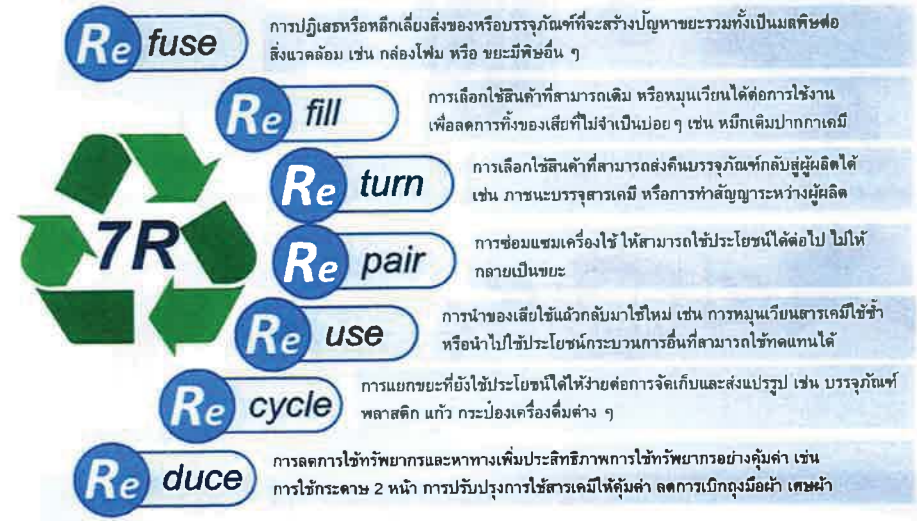 Refuse
การปฏิเสธหรือหลีกเลี่ยงสิ่งของหรือบรรจุภัณฑ์ที่จะสร้างปัญหาขยะรวมทั้งเป็นมลพิษต่อ
สิ่งแวดล้อม เช่น กล่องโฟม หรือ ขยะมีพิษอื่น ๆ
Refill
การเลือกใช้สินค้าที่สามารถเติม หรือหมุนเวียนได้ต่อการใช้งาน
เพื่อลดการทิ้งของเสียที่ไม่จำเป็นบ่อย ๆ เช่น หมึกเติมปากกาเคมี
Return
การเลือกใช้สินค้าที่สามารถส่งคืนบรรจุภัณฑ์กลับสู่ผู้ผลิตได้
เช่น ภาชนะบรรจุสารเคมี หรือการทำสัญญาระหว่างผู้ผลิต
7R
Repair
การซ่อมแซมเครื่องใช้ ให้สามารถใช้ประโยชน์ได้ต่อไป ไม่ให้
กลายเป็นขยะ
Reuse
การนำของเสียใช้แล้วกลับมาใช้ใหม่ เช่น การหมุนเวียนสารเคมีใช้ซ้ำ
หรือนำไปใช้ประโยชน์กระบวนการอื่นที่สามารถใช้ทดแทนได้
Recycle
การแยกขยะที่ยังใช้ประโยชน์ได้ให้ง่ายต่อการจัดเก็บและส่งแปรรูป เช่น บรรจุภัณฑ์
พลาสติก แก้ว กระป๋องเครื่องดื่มต่าง ๆ
Reduce
การลดการใช้ทรัพยากรและหาทางเพิ่มประสิทธิภาพการใช้ทรัพยากรอย่างคุ้มค่า เช่น
การใช้กระดาษ 2 หน้า การปรับปรุงการใช้สารเคมีให้คุ้มค่า ลดการเบิกถุงมือผ้า เศษผ้า